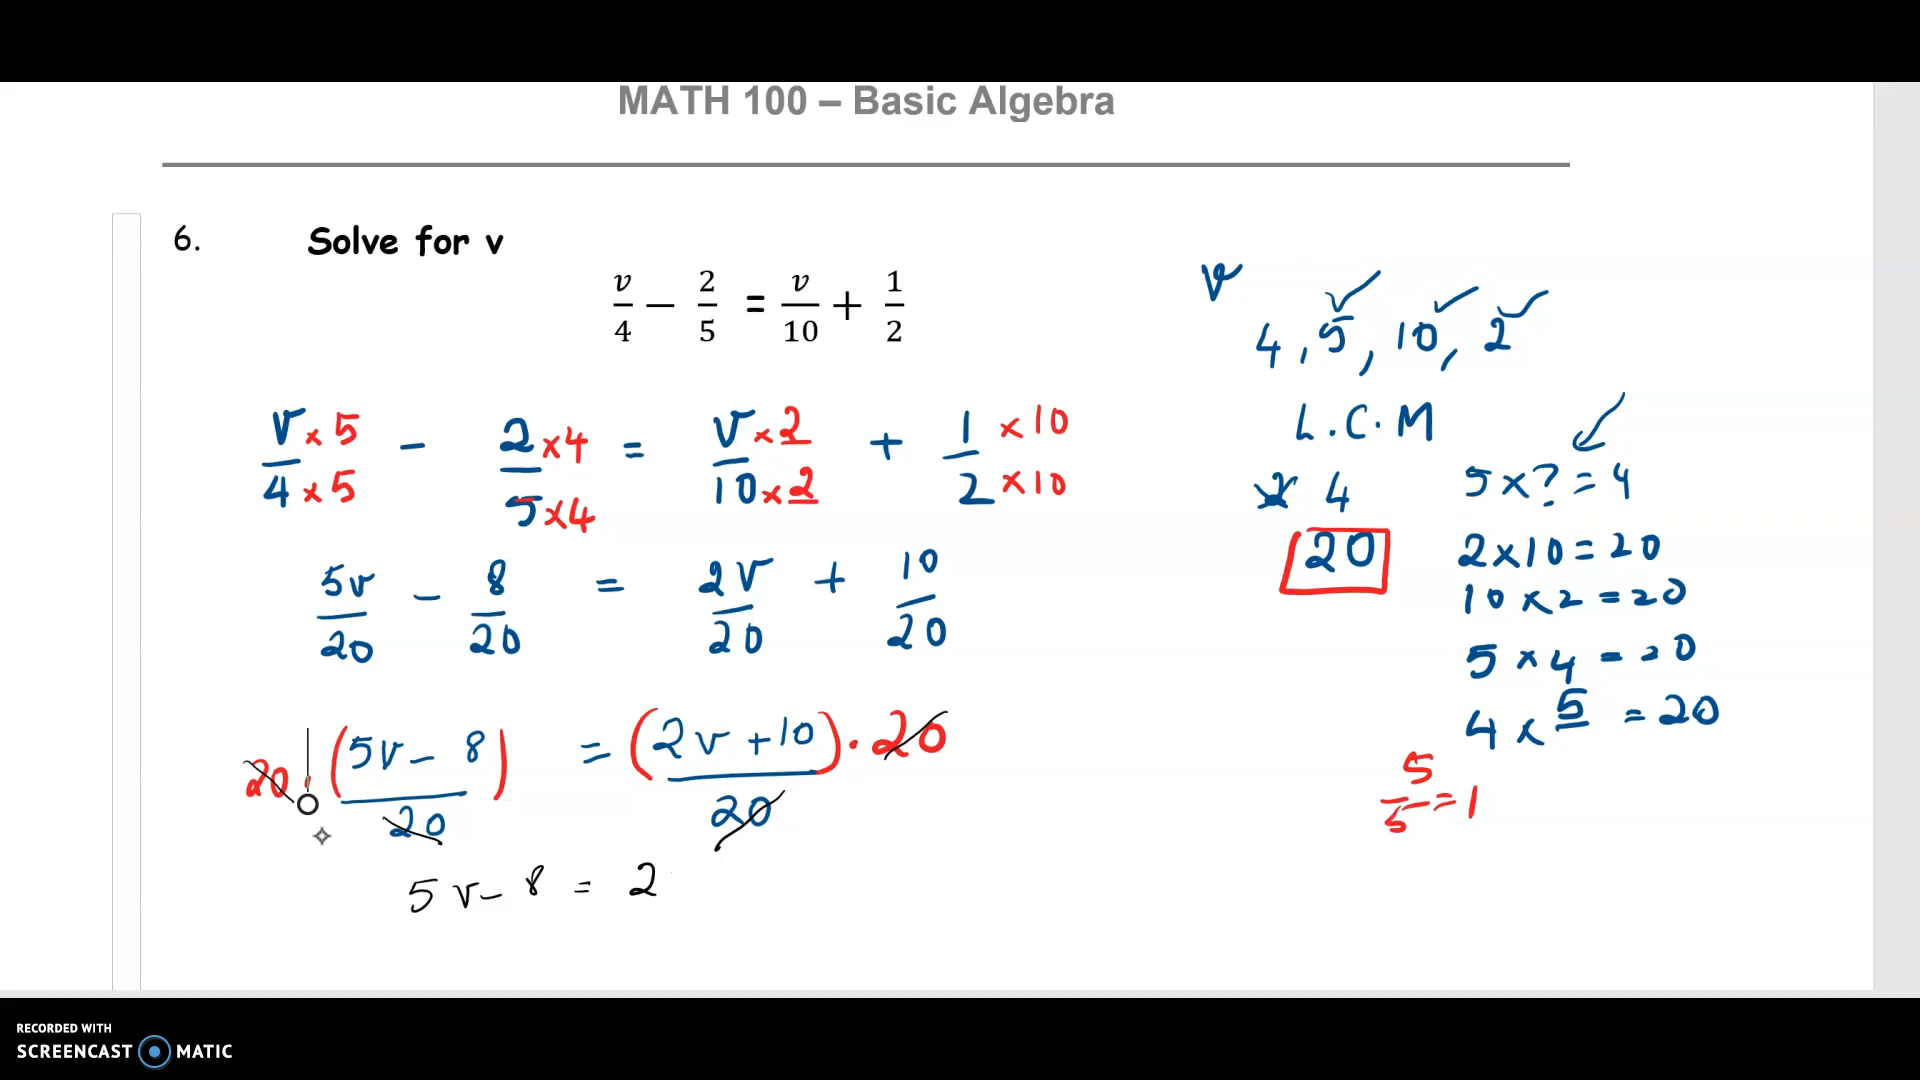 MATH 100 – Basic Algebra
6. Solve for v
v/4 − 2/5 = v/10 + 1/2
v×5/4×5 − 2×4/5×4 = v×2/10×2 + 1×10/2×10
5v/20 − 8/20 = 2v/20 + 10/20
20 · (5v − 8)/20 = (2v + 10)/20 · 20
5v − 8 = 2
v
4, 5, 10, 2
L.C.M
4
20
5 × ? = 4
2 × 10 = 20
10 × 2 = 20
5 × 4 = 20
4 × 5 = 20
5/5 = 1
RECORDED WITH
SCREENCAST MATIC